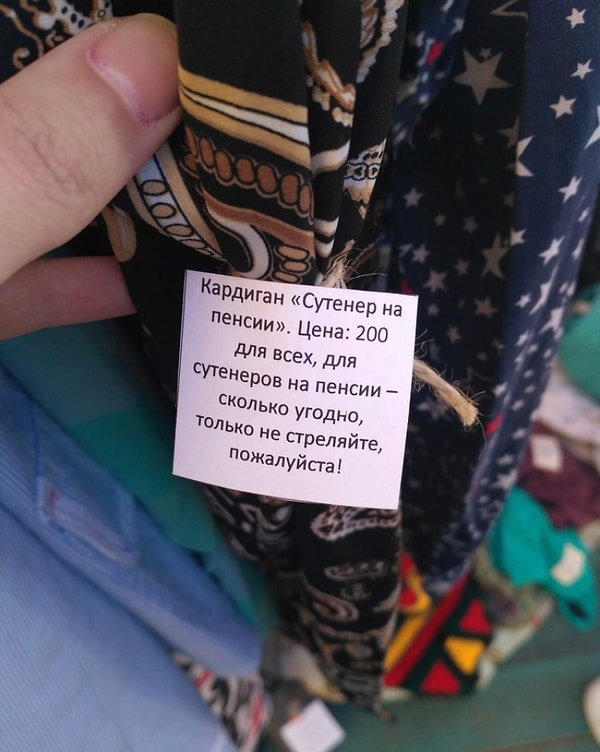 Кардиган «Сутенер на
пенсии». Цена: 200
для всех, для
сутенеров на пенсии –
сколько угодно,
только не стреляйте,
пожалуйста!